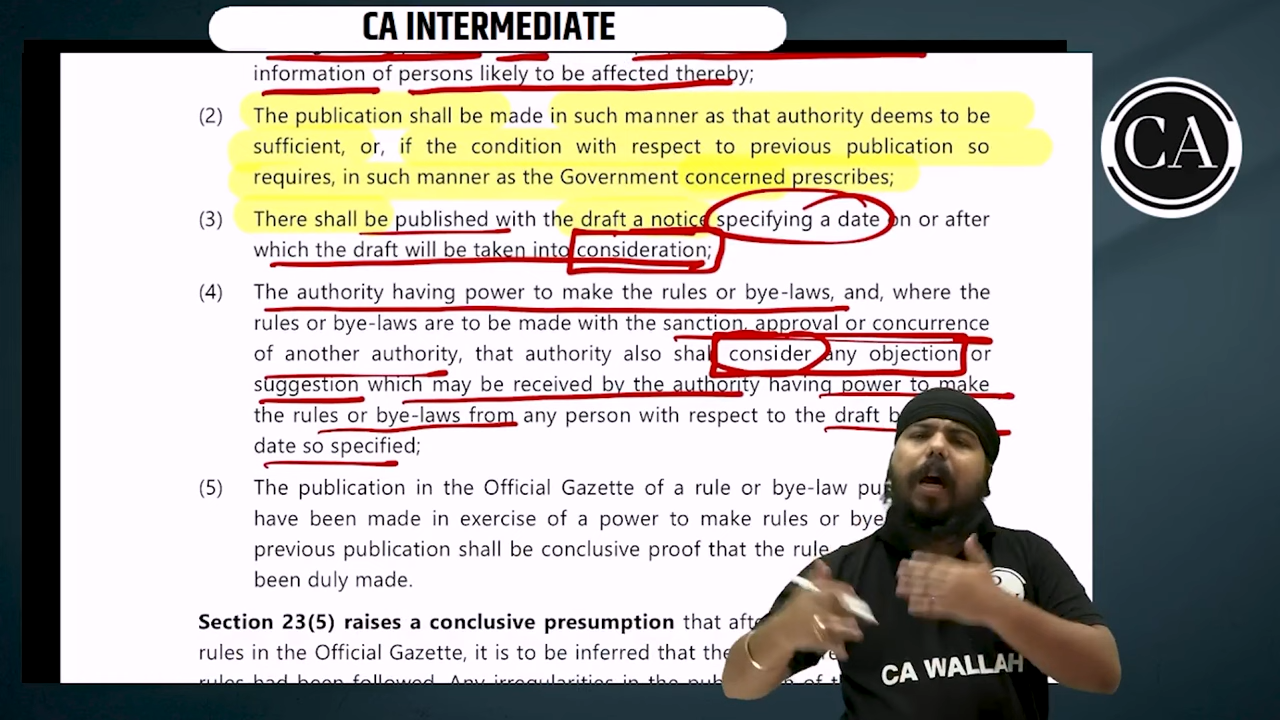 CA INTERMEDIATE
information of persons likely to be affected thereby;
(2) The publication shall be made in such manner as that authority deems to be
sufficient, or, if the condition with respect to previous publication so
requires, in such manner as the Government concerned prescribes;
(3) There shall be published with the draft a notice specifying a date on or after
which the draft will be taken into consideration;
(4) The authority having power to make the rules or bye-laws, and, where the
rules or bye-laws are to be made with the sanction, approval or concurrence
of another authority, that authority also shall consider any objection or
suggestion which may be received by the authority having power to make
the rules or bye-laws from any person with respect to the draft
date so specified;
(5) The publication in the Official Gazette of a rule or bye-law
have been made in exercise of a power to make rules or
previous publication shall be conclusive proof that the rule
been duly made.
Section 23(5) raises a conclusive presumption that
rules in the Official Gazette, it is to be inferred that
rules had been followed. Any irregularities in the
CA
CA WALLAH